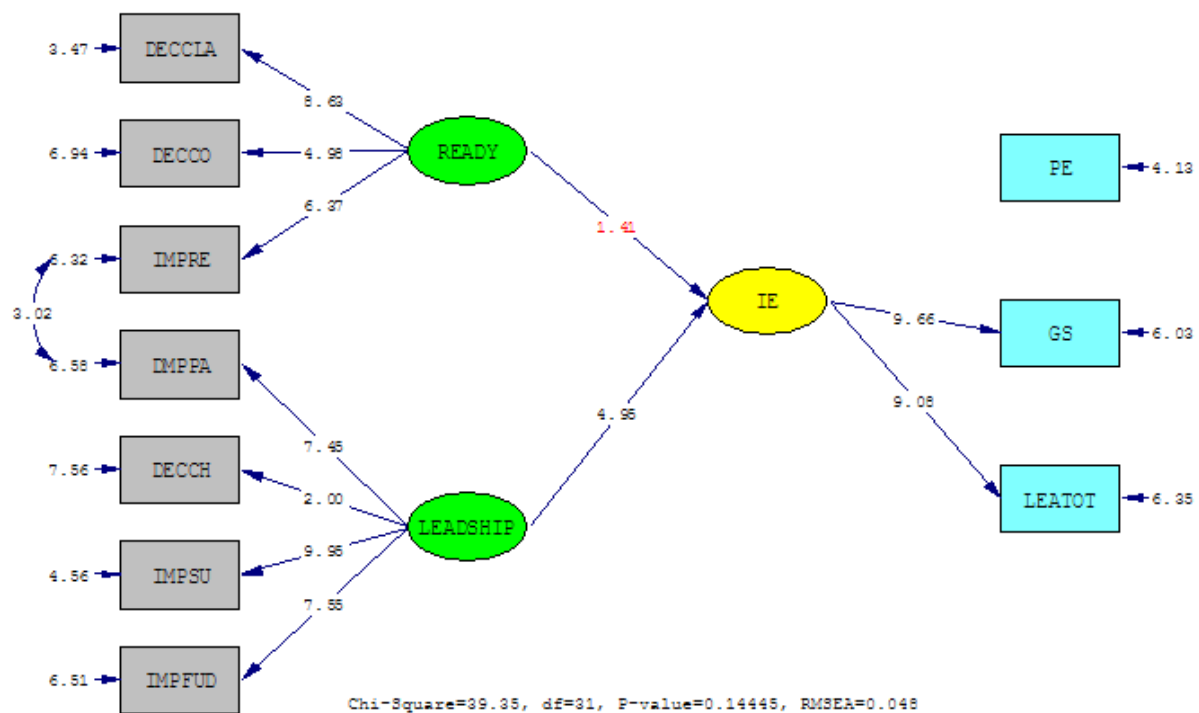 3.47
DECCLA
8.63
6.94
DECCO
4.98
READY
PE
4.13
6.37
1.41
6.32
IMPRE
3.02
IE
9.66
GS
6.03
6.58
DMPPA
9.08
7.45
4.95
7.56
DECCH
2.00
LEADSHIP
LEATOT
6.35
9.95
4.56
IMPSU
7.55
6.51
IMPFUD
Chi-Square=39.35, df=31, P-value=0.14445, RMSEA=0.048